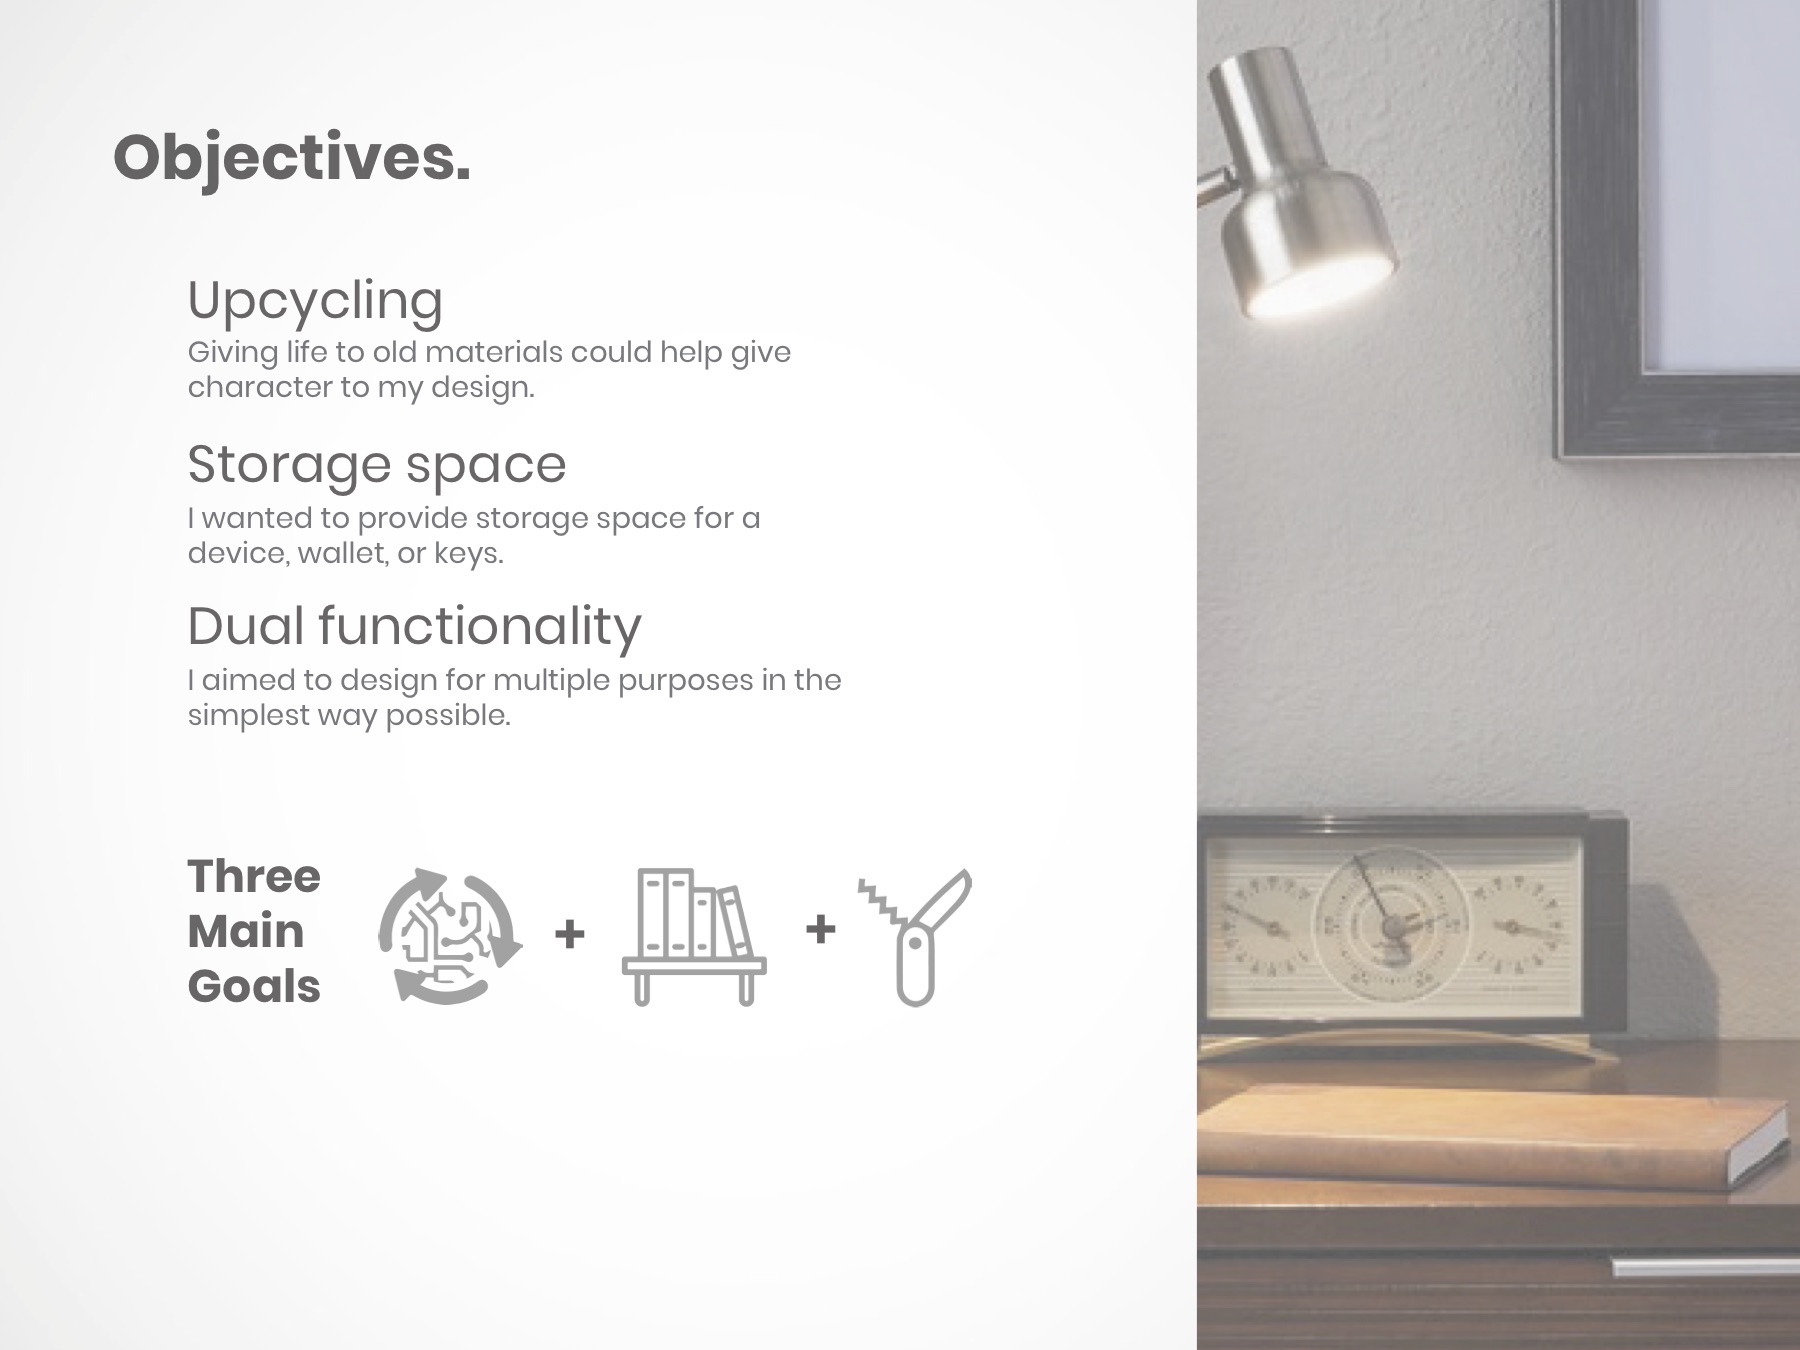 Objectives.
Upcycling
Giving life to old materials could help give
character to my design.
Storage space
I wanted to provide storage space for a
device, wallet, or keys.
Dual functionality
I aimed to design for multiple purposes in the
simplest way possible.
Three
Main
Goals
+
+